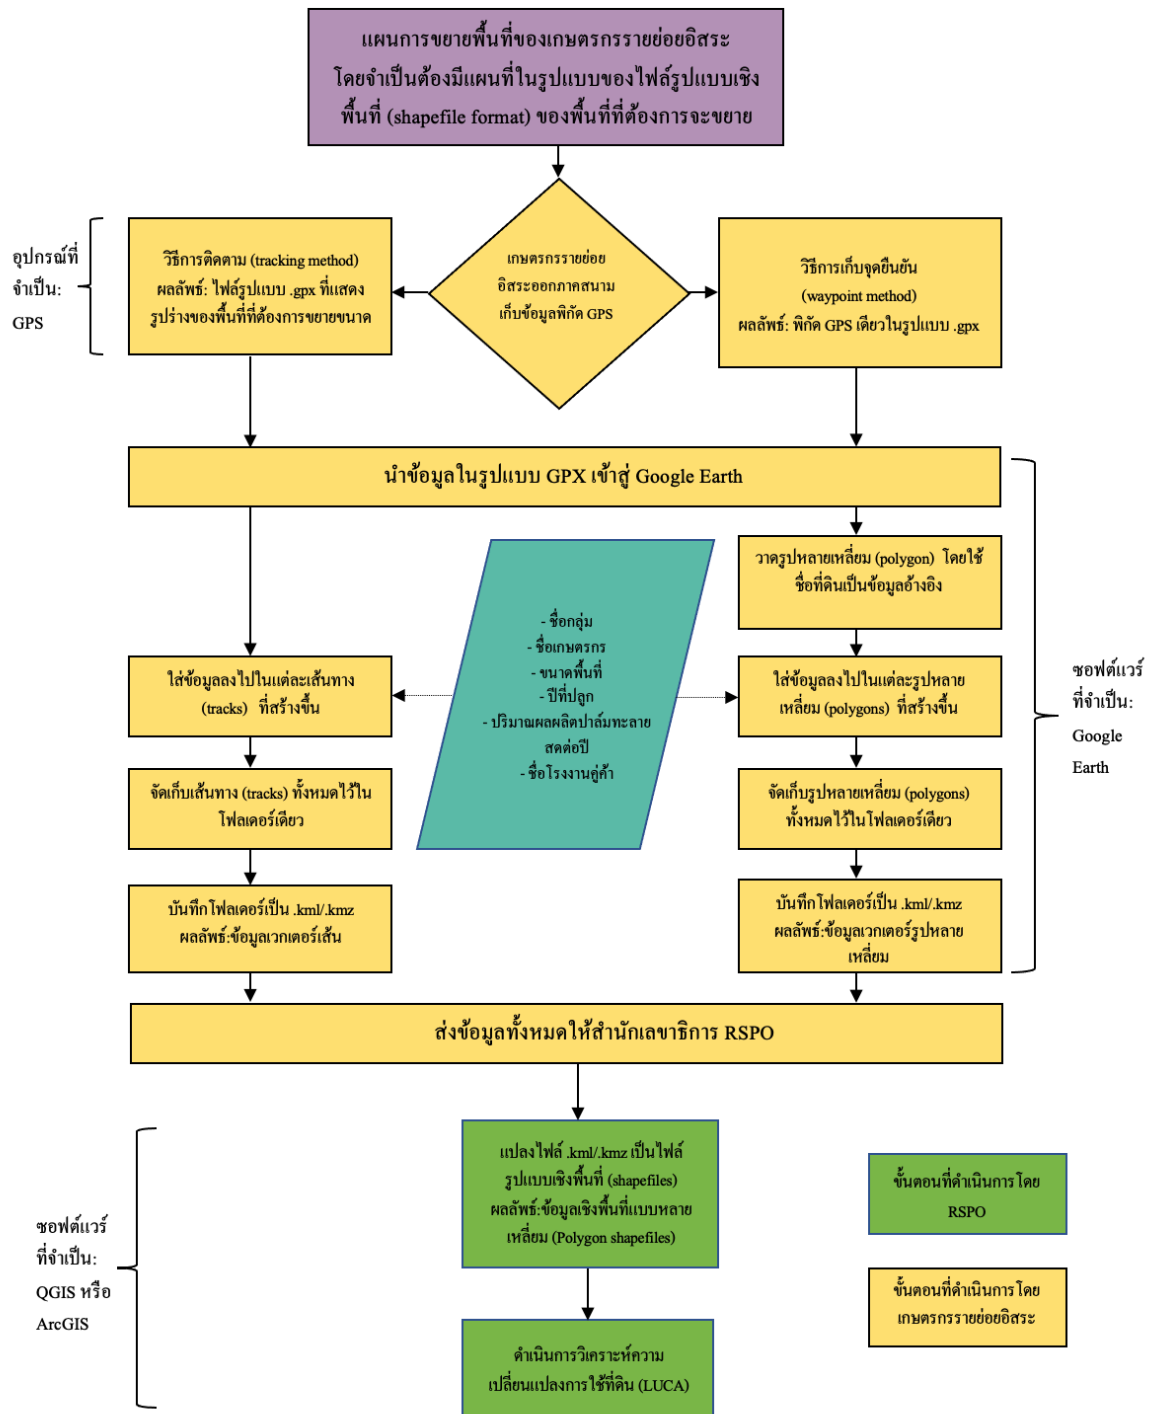 แผนการขยายพื้นที่ของเกษตรกรรายย่อยอิสระ
โดยจำเป็นต้องมีแผนที่ในรูปแบบของไฟล์รูปแบบเชิง
พื้นที่ (shapefile format) ของพื้นที่ที่ต้องการจะขยาย
อุปกรณ์ที่
จำเป็น:
GPS
วิธีการติดตาม (tracking method)
ผลลัพธ์: ไฟล์รูปแบบ .gpx ที่แสดง
รูปร่างของพื้นที่ที่ต้องการขยายขนาด
เกษตรกรรายย่อย
อิสระออกภาคสนาม
เก็บข้อมูลพิกัด GPS
วิธีการเก็บจุดยืนยัน
(waypoint method)
ผลลัพธ์: พิกัด GPS เดียวในรูปแบบ .gpx
นำข้อมูลในรูปแบบ GPX เข้าสู่ Google Earth
วาดรูปหลายเหลี่ยม (polygon) โดยใช้
ชื่อที่ดินเป็นข้อมูลอ้างอิง
- ชื่อกลุ่ม
- ชื่อเกษตรกร
- ขนาดพื้นที่
- ปีที่ปลูก
- ปริมาณผลผลิตปาล์มทะลาย
สดต่อปี
- ชื่อโรงงานคู่ค้า
ใส่ข้อมูลลงไปในแต่ละเส้นทาง
(tracks) ที่สร้างขึ้น
ใส่ข้อมูลลงไปในแต่ละรูปหลาย
เหลี่ยม (polygons) ที่สร้างขึ้น
ซอฟต์แวร์
ที่จำเป็น:
Google
Earth
จัดเก็บเส้นทาง (tracks) ทั้งหมดไว้ใน
โฟลเดอร์เดียว
จัดเก็บรูปหลายเหลี่ยม (polygons)
ทั้งหมดไว้ในโฟลเดอร์เดียว
บันทึกโฟลเดอร์เป็น .kml/.kmz
ผลลัพธ์:ข้อมูลเวกเตอร์เส้น
บันทึกโฟลเดอร์เป็น .kml/.kmz
ผลลัพธ์:ข้อมูลเวกเตอร์รูปหลาย
เหลี่ยม
ส่งข้อมูลทั้งหมดให้สำนักเลขาธิการ RSPO
แปลงไฟล์ .kml/.kmz เป็นไฟล์
รูปแบบเชิงพื้นที่ (shapefiles)
ผลลัพธ์:ข้อมูลเชิงพื้นที่แบบหลาย
เหลี่ยม (Polygon shapefiles)
ซอฟต์แวร์
ที่จำเป็น:
QGIS หรือ
ArcGIS
ดำเนินการวิเคราะห์ความ
เปลี่ยนแปลงการใช้ที่ดิน (LUCA)
ขั้นตอนที่ดำเนินการโดย
RSPO
ขั้นตอนที่ดำเนินการโดย
เกษตรกรรายย่อยอิสระ